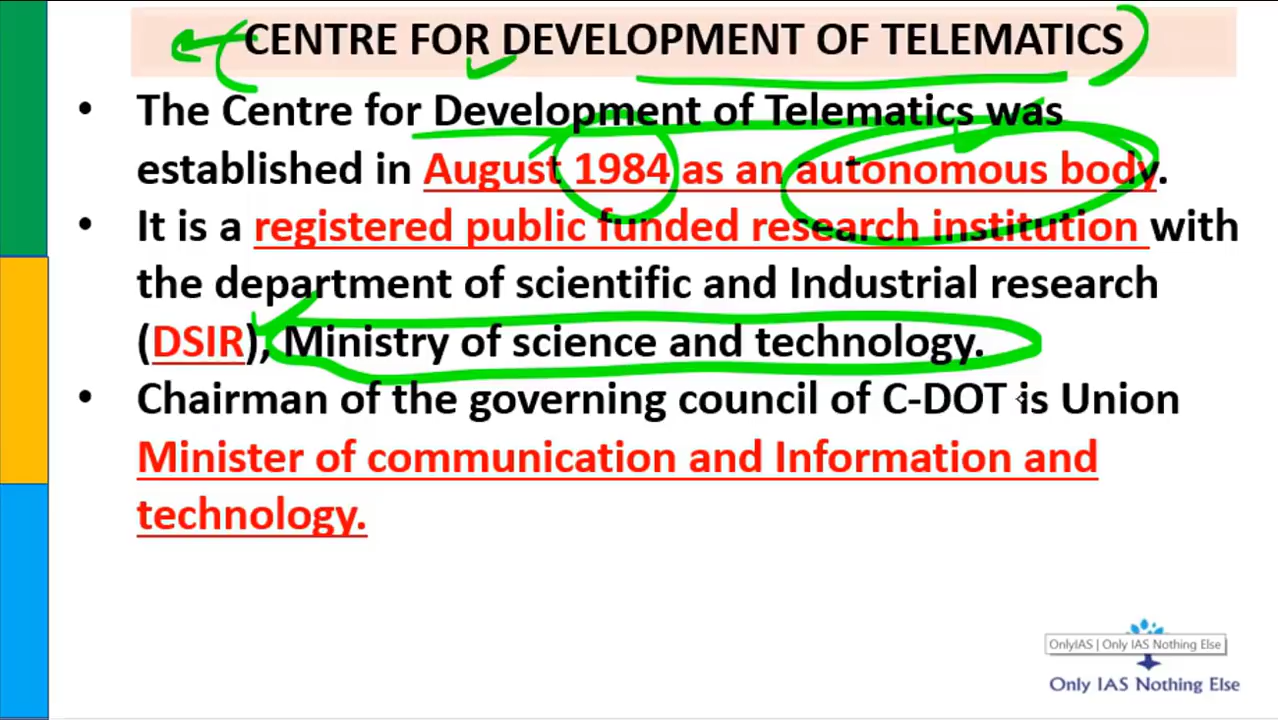 CENTRE FOR DEVELOPMENT OF TELEMATICS
• The Centre for Development of Telematics was
established in August 1984 as an autonomous body.
• It is a registered public funded research institution with
the department of scientific and Industrial research
(DSIR), Ministry of science and technology.
• Chairman of the governing council of C-DOT is Union
Minister of communication and Information and
technology.
OnlyIAS | Only IAS Nothing Else
Only IAS Nothing Else